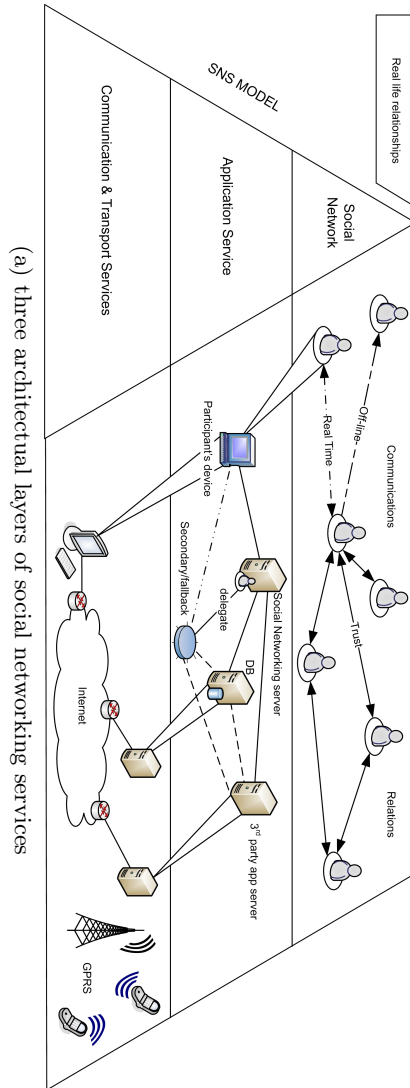 Real life relationships
SNS MODEL
Social
Network
Communications
Off-line
Real Time
Trust
Relations
Application Service
Participant's device
Social Networking server
delegate
Secondary/fallback
DB
3rd party app server
Communication & Transport Services
Internet
GPRS
(a) three architectural layers of social networking services